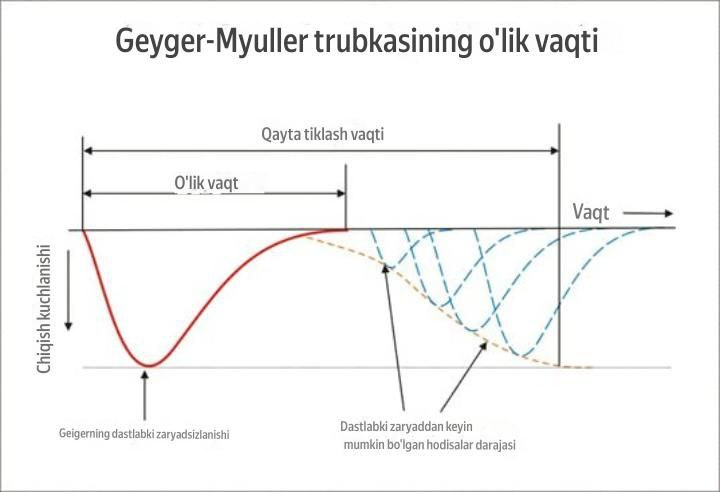 Geyger-Myuller trubkasining o'lik vaqti
Qayta tiklash vaqti
O'lik vaqt
Vaqt
Chiqish kuchlanishi
Geigerning dastlabki zaryadsizlanishi
Dastlabki zaryaddan keyin
mumkin bo'lgan hodisalar darajasi